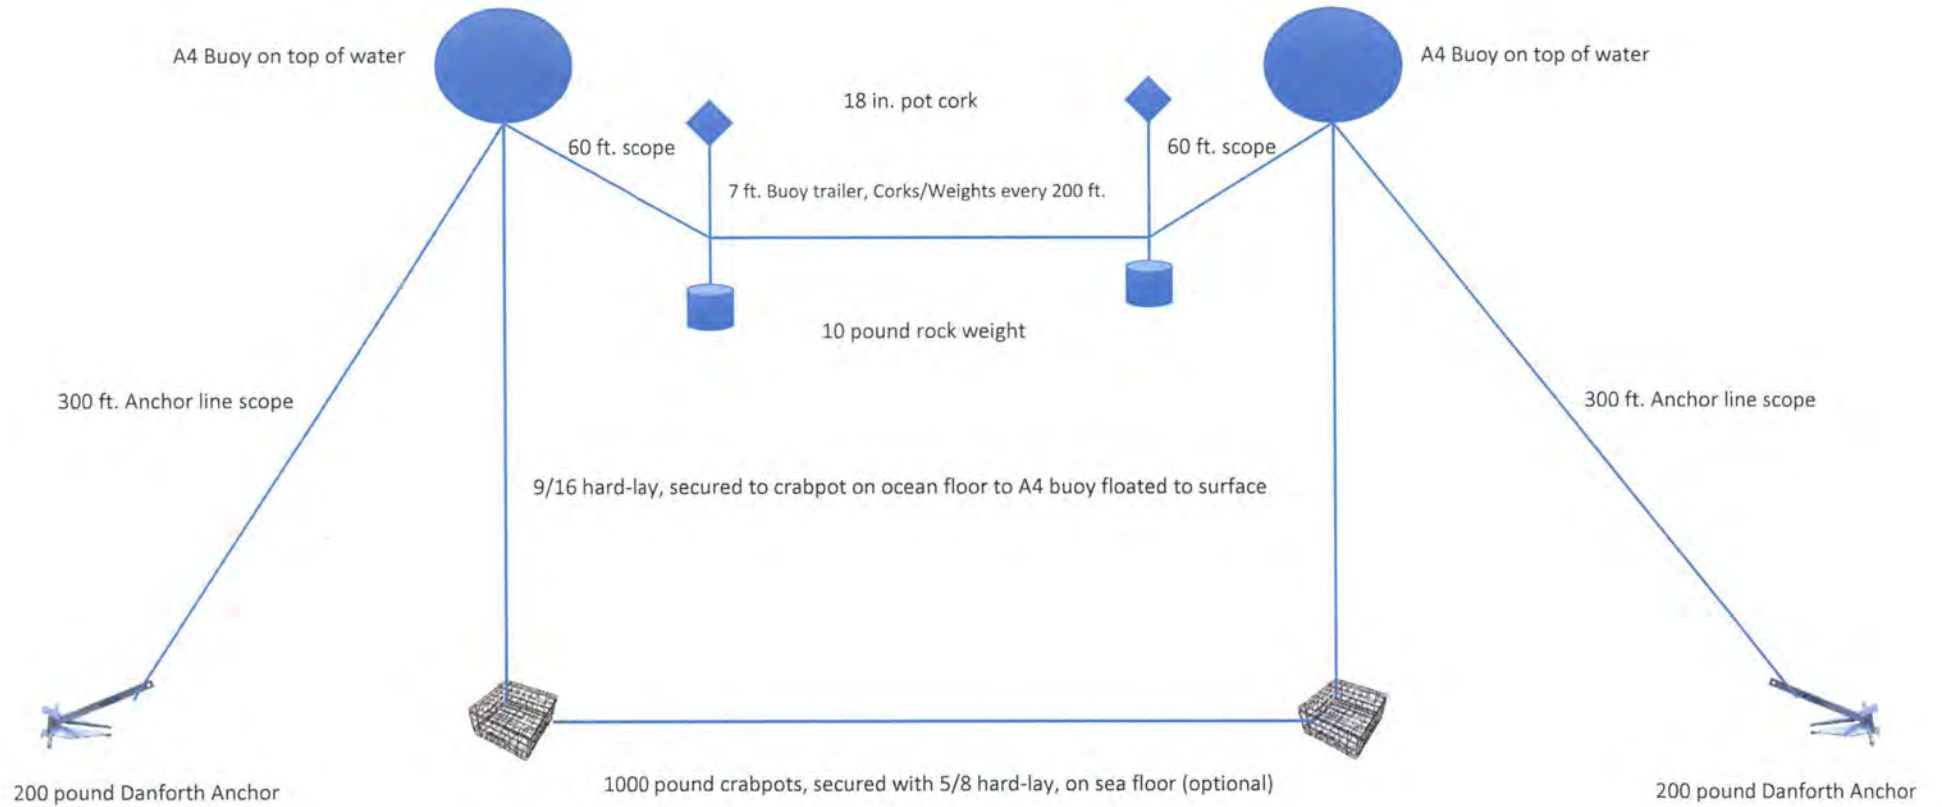 A4 Buoy on top of water
A4 Buoy on top of water
18 in. pot cork
60 ft. scope
60 ft. scope
7 ft. Buoy trailer, Corks/Weights every 200 ft.
10 pound rock weight
300 ft. Anchor line scope
300 ft. Anchor line scope
9/16 hard-lay, secured to crabpot on ocean floor to A4 buoy floated to surface
200 pound Danforth Anchor
1000 pound crabpots, secured with 5/8 hard-lay, on sea floor (optional)
200 pound Danforth Anchor